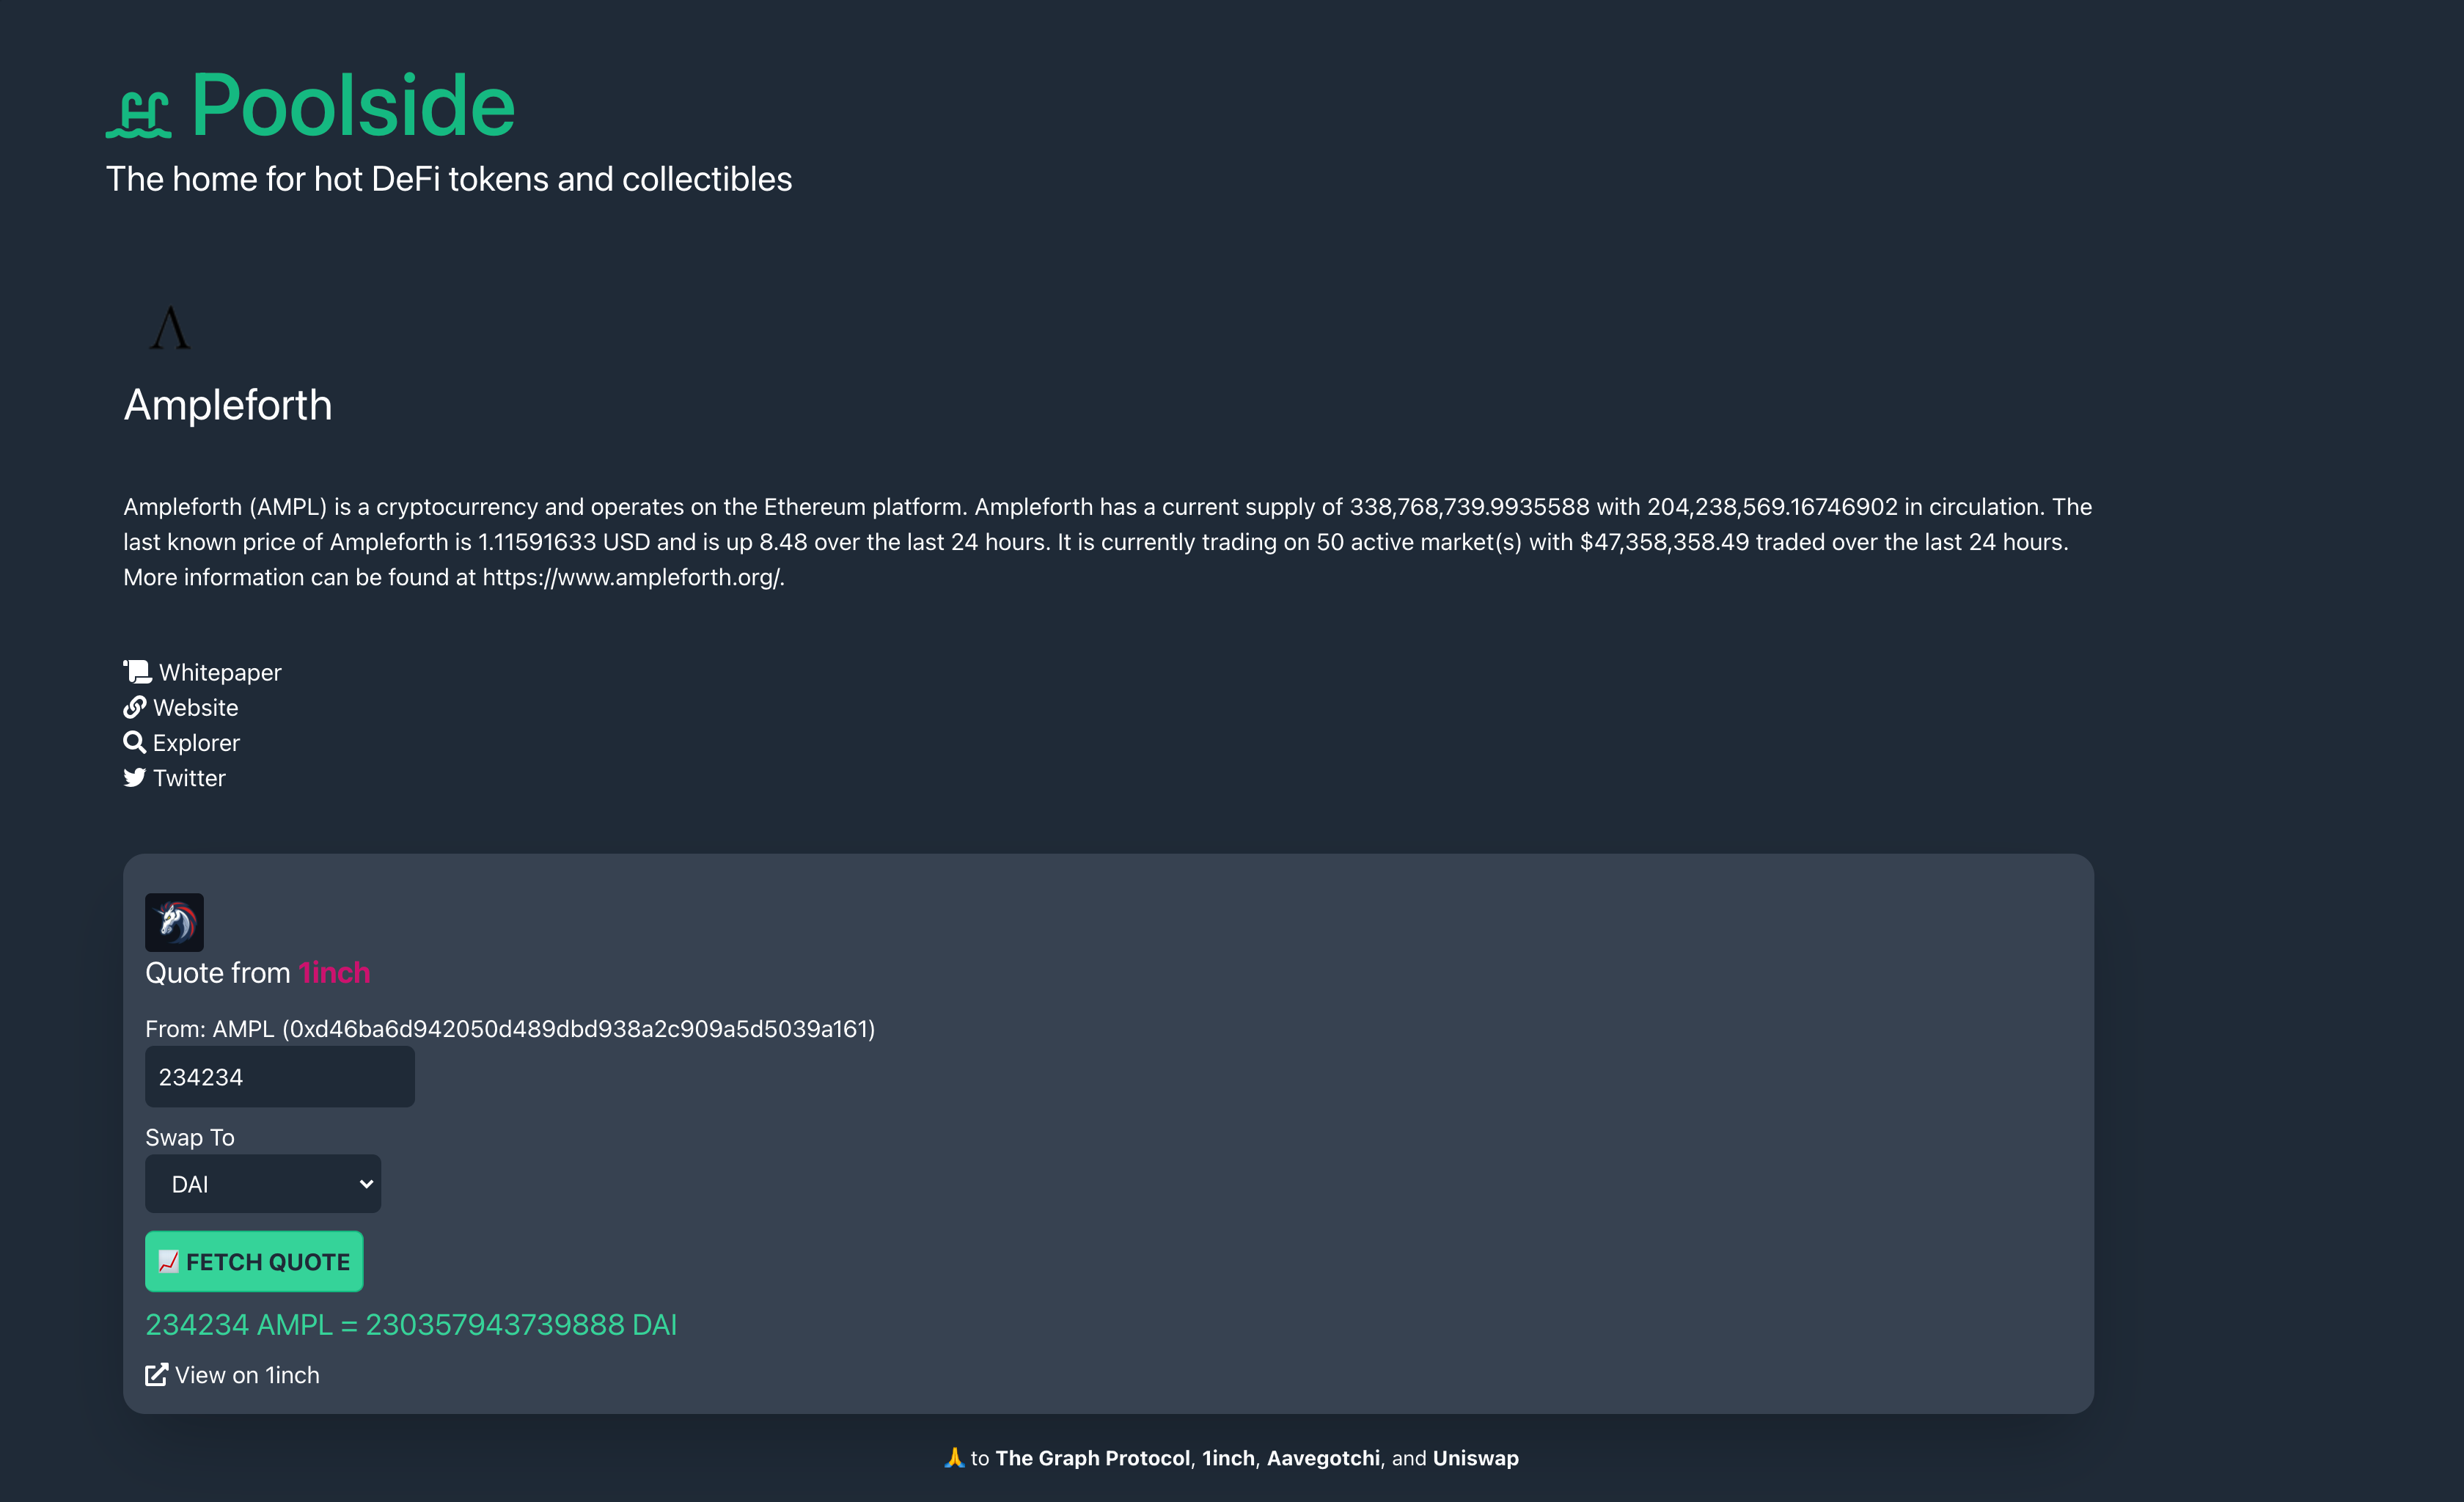 Poolside
The home for hot DeFi tokens and collectibles
Λ
Ampleforth
Ampleforth (AMPL) is a cryptocurrency and operates on the Ethereum platform. Ampleforth has a current supply of 338,768,739.9935588 with 204,238,569.16746902 in circulation. The
last known price of Ampleforth is 1.11591633 USD and is up 8.48 over the last 24 hours. It is currently trading on 50 active market(s) with $47,358,358.49 traded over the last 24 hours.
More information can be found at https://www.ampleforth.org/.
Whitepaper
Website
Explorer
Twitter
Quote from 1inch
From: AMPL (0xd46ba6d942050d489dbd938a2c909a5d5039a161)
234234
Swap To
DAI
📈 FETCH QUOTE
234234 AMPL = 230357943739888 DAI
View on 1inch
🙏 to The Graph Protocol, 1inch, Aavegotchi, and Uniswap